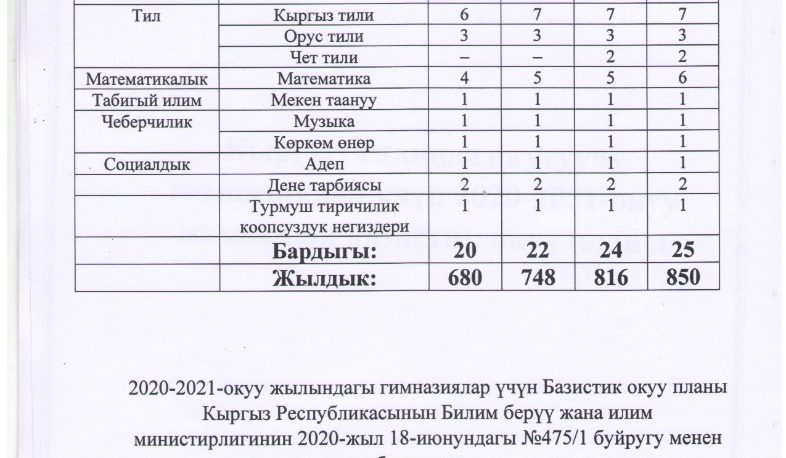 Тил Кыргыз тили 6 7 7 7
Орус тили 3 3 3 3
Чет тили – – 2 2
Математикалык Математика 4 5 5 6
Табигый илим Мекен таануу 1 1 1 1
Чеберчилик Музыка 1 1 1 1
Көркөм өнөр 1 1 1 1
Социалдык Адеп 1 1 1 1
Дене тарбиясы 2 2 2 2
Турмуш тиричилик 1 1 1 1
коопсуздук негиздери
Бардыгы: 20 22 24 25
Жылдык: 680 748 816 850
2020-2021-окуу жылындагы гимназиялар үчүн Базистик окуу планы
Кыргыз Республикасынын Билим берүү жана илим
министирлигинин 2020-жыл 18-июнундагы №475/1 буйругу менен